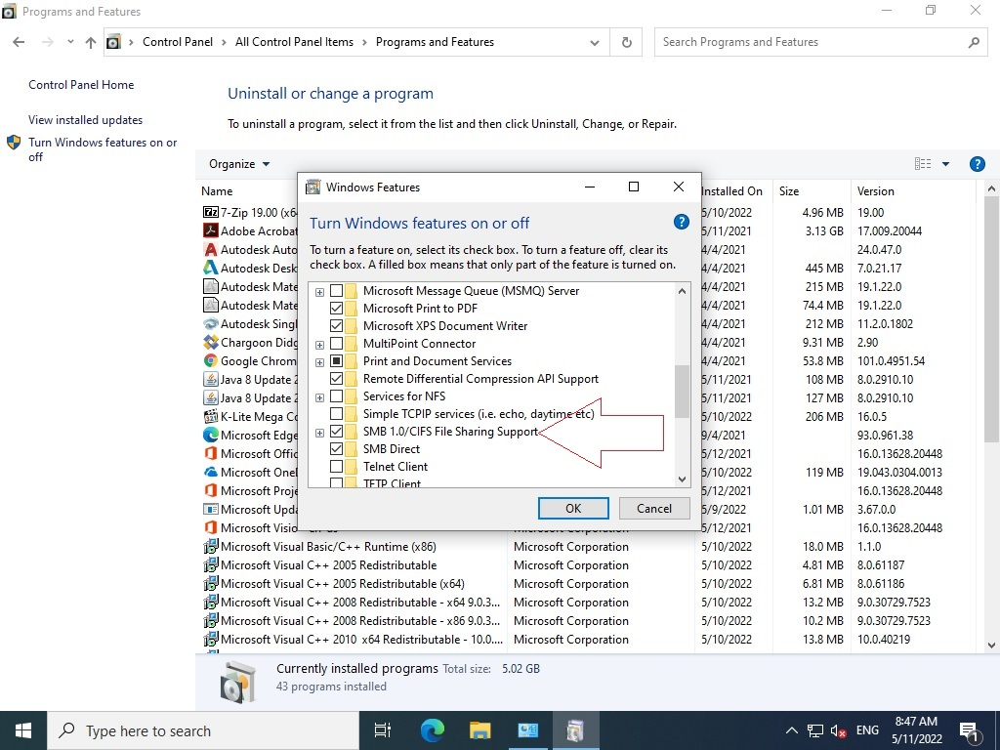 Programs and Features
Control Panel > All Control Panel Items > Programs and Features
Search Programs and Features
Control Panel Home
View installed updates
Turn Windows features on or
off
Uninstall or change a program
To uninstall a program, select it from the list and then click Uninstall, Change, or Repair.
Organize
Name
Installed On Size Version
7-Zip 19.00 (x6
5/10/2022 4.96 MB 19.00
Adobe Acrobat
5/11/2021 3.13 GB 17.009.20044
Autodesk Auto
4/4/2021 24.0.47.0
Autodesk Desk
4/4/2021 445 MB 7.0.21.17
Autodesk Mate
4/4/2021 215 MB 19.1.22.0
Autodesk Mate
4/4/2021 74.4 MB 19.1.22.0
Autodesk Sing
4/4/2021 212 MB 11.2.0.1802
Chargoon Didg
4/4/2021 9.31 MB 2.90
Google Chrom
4/4/2021 53.8 MB 101.0.4951.54
Java 8 Update 2
5/11/2021 108 MB 8.0.2910.10
Java 8 Update 2
5/11/2021 127 MB 8.0.2910.10
K-Lite Mega Co
5/10/2022 206 MB 16.0.5
Microsoft Edge
9/4/2021 93.0.961.38
Microsoft Offic
5/12/2021 16.0.13628.20448
Microsoft One
5/10/2022 119 MB 19.043.0304.0013
Microsoft Proje
5/12/2021 16.0.13628.20448
Microsoft Upda
5/9/2022 1.01 MB 3.67.0.0
Microsoft Visio
5/12/2021 16.0.13628.20448
Microsoft Visual Basic/C++ Runtime (x86) Microsoft Corporation 5/10/2022 18.0 MB 1.1.0
Microsoft Visual C++ 2005 Redistributable Microsoft Corporation 5/10/2022 4.81 MB 8.0.61187
Microsoft Visual C++ 2005 Redistributable (x64) Microsoft Corporation 5/10/2022 6.81 MB 8.0.61186
Microsoft Visual C++ 2008 Redistributable - x64 9.0.3... Microsoft Corporation 5/10/2022 13.2 MB 9.0.30729.7523
Microsoft Visual C++ 2008 Redistributable - x86 9.0.3... Microsoft Corporation 5/10/2022 10.2 MB 9.0.30729.7523
Microsoft Visual C++ 2010 x64 Redistributable - 10.0.... Microsoft Corporation 5/10/2022 13.8 MB 10.0.40219
Windows Features
Turn Windows features on or off
To turn a feature on, select its check box. To turn a feature off, clear its
check box. A filled box means that only part of the feature is turned on.
Microsoft Message Queue (MSMQ) Server
Microsoft Print to PDF
Microsoft XPS Document Writer
MultiPoint Connector
Print and Document Services
Remote Differential Compression API Support
Services for NFS
Simple TCPIP services (i.e. echo, daytime etc)
SMB 1.0/CIFS File Sharing Support
SMB Direct
Telnet Client
TFTP Client
OK Cancel
Currently installed programs Total size: 5.02 GB
43 programs installed
Type here to search
ENG
8:47 AM
5/11/2022
1